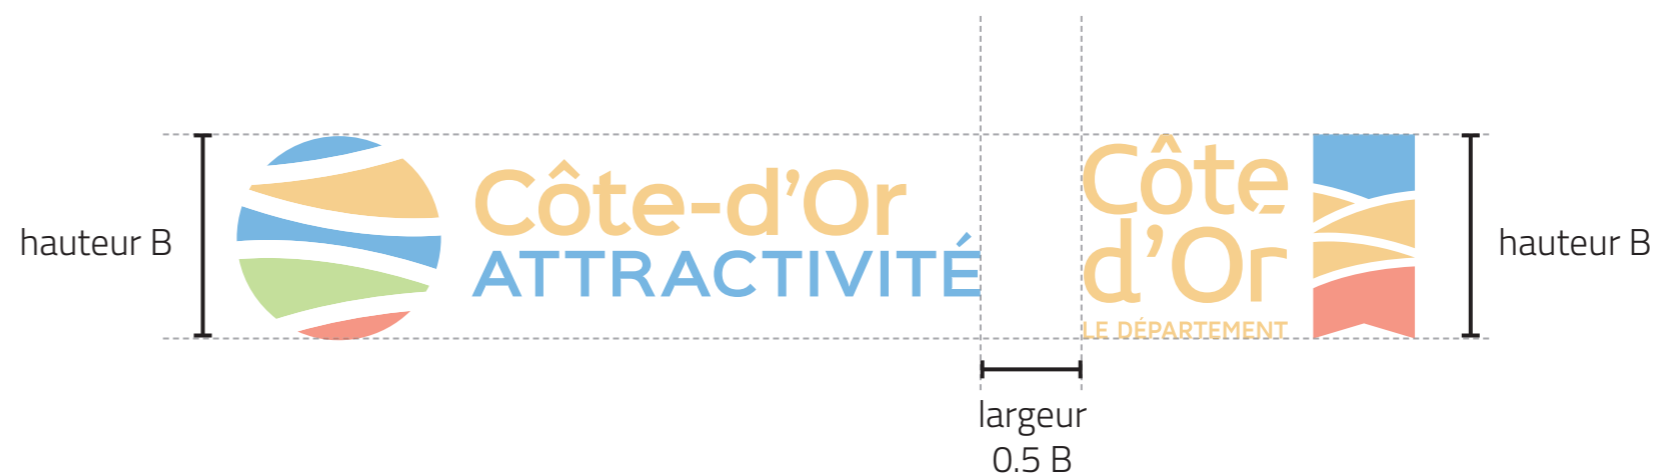 hauteur B
Côte-d'Or
ATTRACTIVITÉ
Côte
d'Or
LE DÉPARTEMENT
hauteur B
largeur
0.5 B